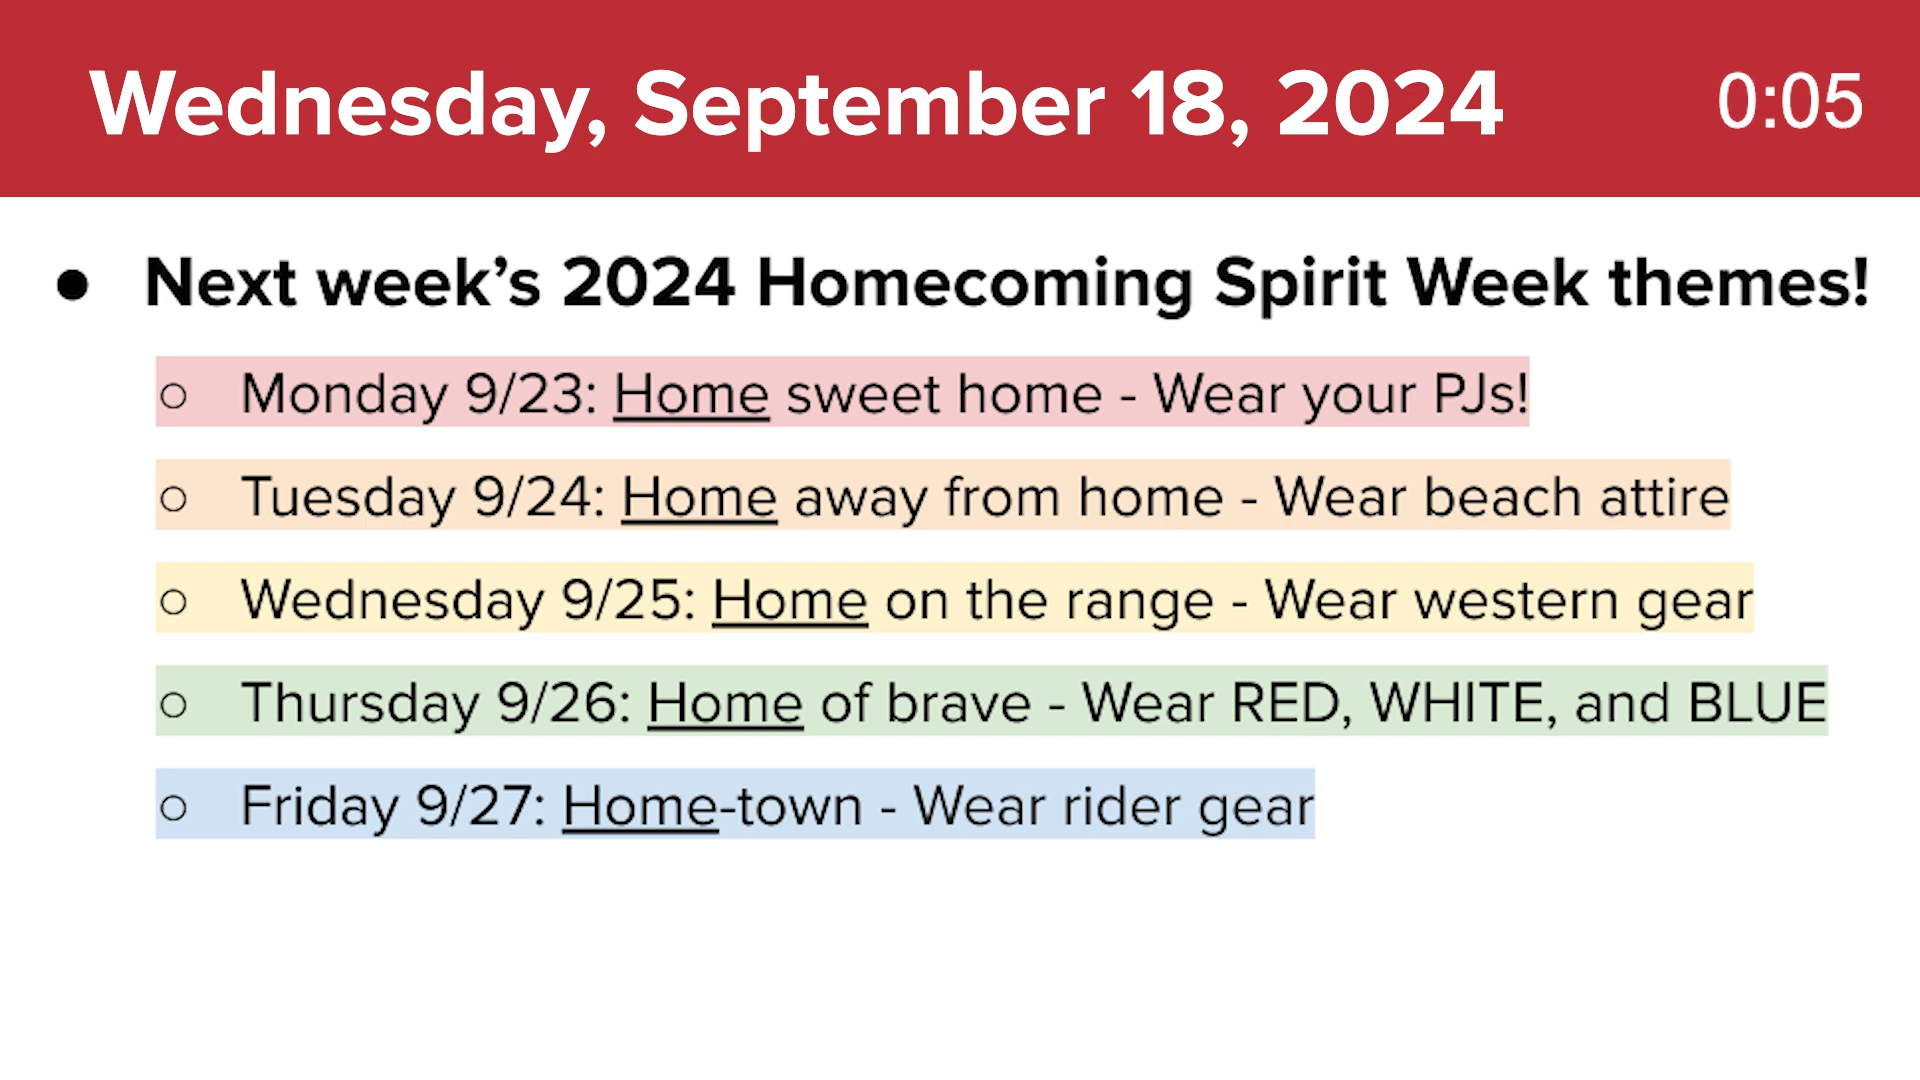 Wednesday, September 18, 2024 0:05
● Next week’s 2024 Homecoming Spirit Week themes!
○ Monday 9/23: Home sweet home - Wear your PJs!
○ Tuesday 9/24: Home away from home - Wear beach attire
○ Wednesday 9/25: Home on the range - Wear western gear
○ Thursday 9/26: Home of brave - Wear RED, WHITE, and BLUE
○ Friday 9/27: Home-town - Wear rider gear